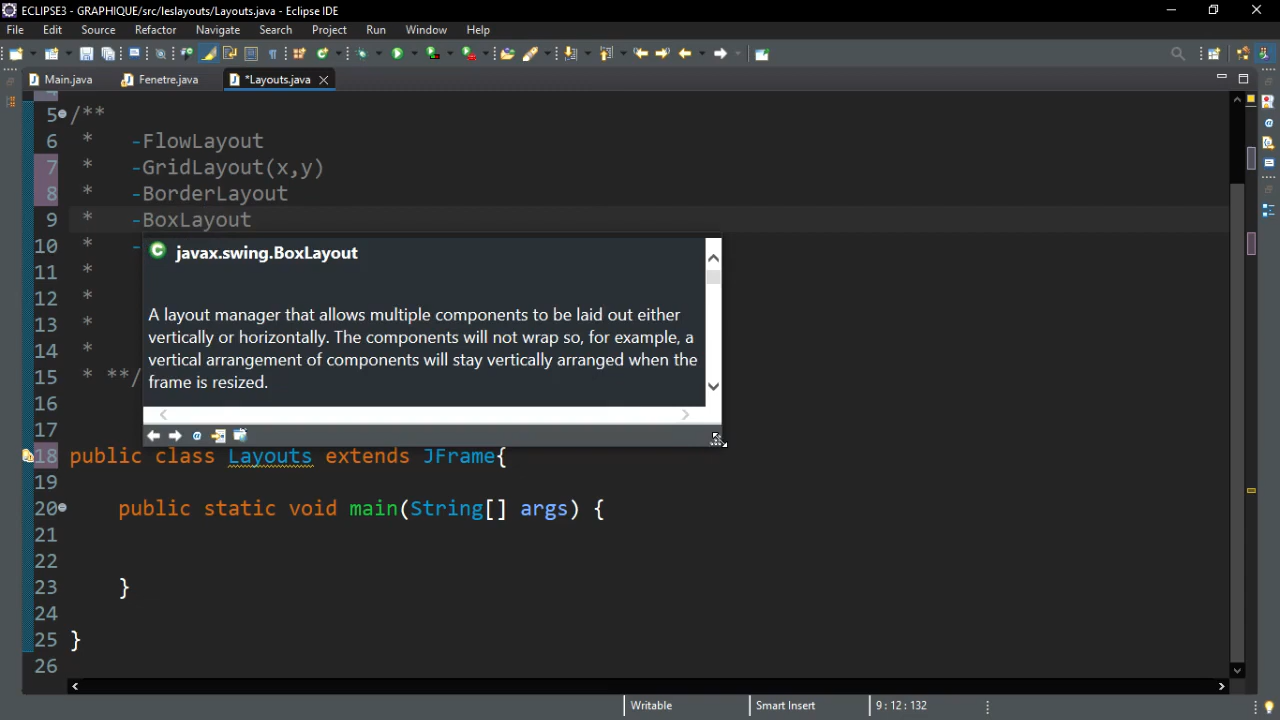 ECLIPSE3 - GRAPHIQUE/src/leslayouts/Layouts.java - Eclipse IDE
File Edit Source Refactor Navigate Search Project Run Window Help
Main.java Fenetre.java *Layouts.java
5 /**
6 * -FlowLayout
7 * -GridLayout(x,y)
8 * -BorderLayout
9 * -BoxLayout
10 * -
javax.swing.BoxLayout
11 *
12 *
A layout manager that allows multiple components to be laid out either
13 *
vertically or horizontally. The components will not wrap so, for example, a
14 *
vertical arrangement of components will stay vertically arranged when the
15 * **/
frame is resized.
16
17
18 public class Layouts extends JFrame{
19
20 public static void main(String[] args) {
21
22
23 }
24
25 }
26
Writable Smart Insert 9 : 12 : 132